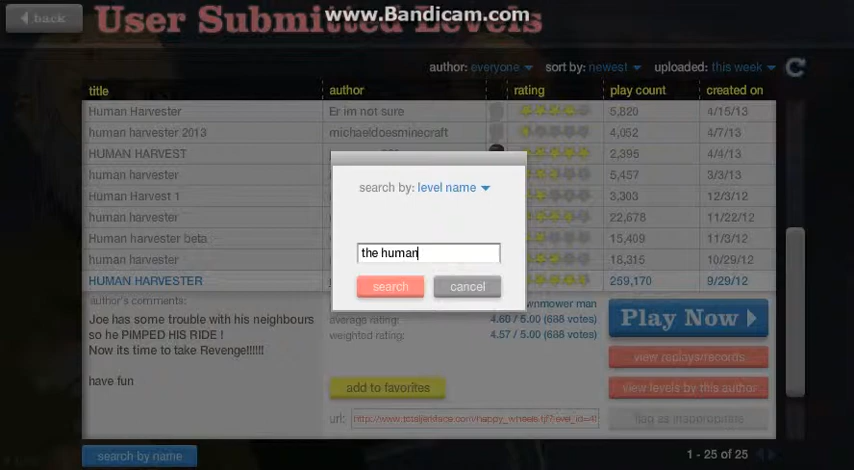 www.Bandicam.com
back
User Submitted Levels
author: everyone sort by: newest uploaded: this week
title author rating play count created on
Human Harvester Er im not sure 5,820 4/15/13
human harvester 2013 michaeldoesminecraft 4,052 4/7/13
HUMAN HARVEST 2,395 4/4/13
human harvester 5,457 3/3/13
Human Harvest 1 3,303 12/3/12
human harvester 22,678 11/22/12
human harvester beta 15,409 11/3/12
human harvester 18,315 10/29/12
HUMAN HARVESTER 259,170 9/29/12
search by: level name
the human
search cancel
author's comments:
Joe has some trouble with his neighbours
so he PIMPED HIS RIDE !
Now its time to take Revenge!!!!!!
have fun
wnmower man
average rating: 4.60 / 5.00 (688 votes)
weighted rating: 4.57 / 5.00 (688 votes)
add to favorites
url:
Play Now
view replays/records
view levels by this author
flag as inappropriate
search by name
1 - 25 of 25